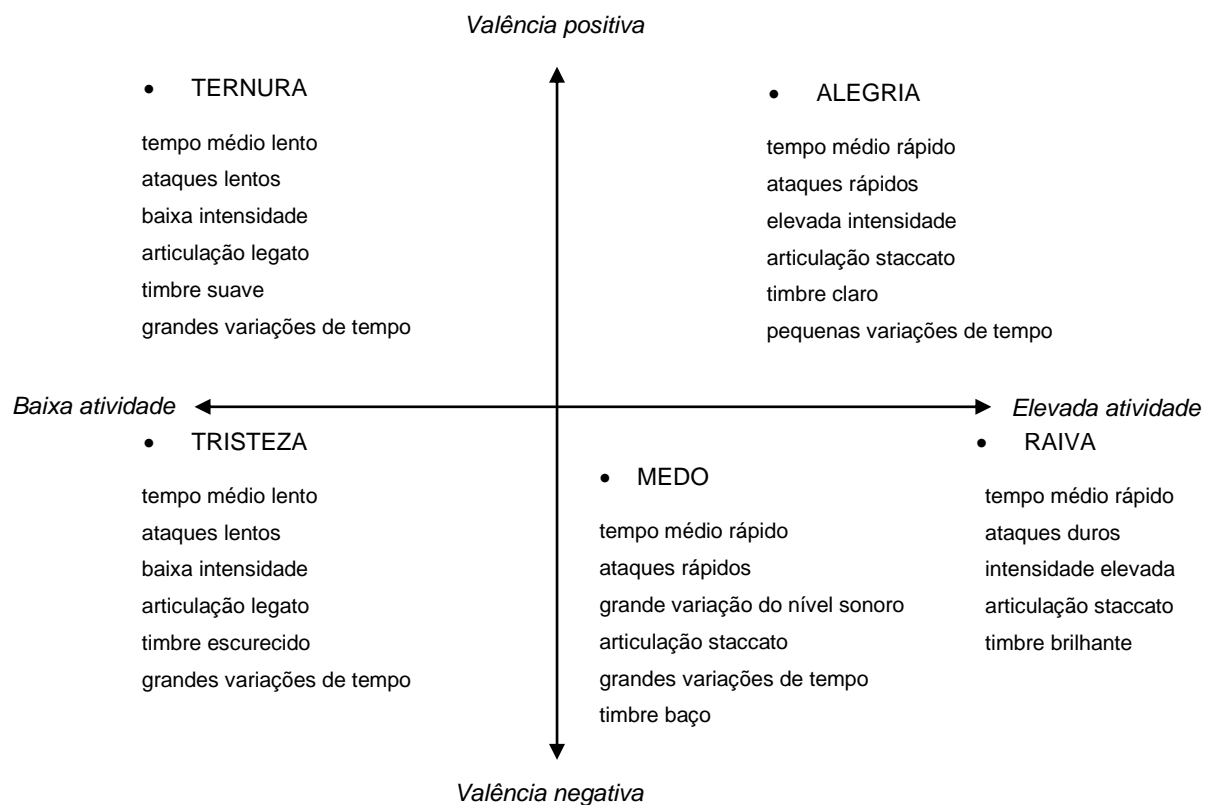 Valência positiva
• TERNURA
tempo médio lento
ataques lentos
baixa intensidade
articulação legato
timbre suave
grandes variações de tempo
• ALEGRIA
tempo médio rápido
ataques rápidos
elevada intensidade
articulação staccato
timbre claro
pequenas variações de tempo
Baixa atividade
Elevada atividade
• TRISTEZA
tempo médio lento
ataques lentos
baixa intensidade
articulação legato
timbre escurecido
grandes variações de tempo
• MEDO
tempo médio rápido
ataques rápidos
grande variação do nível sonoro
articulação staccato
grandes variações de tempo
timbre baço
• RAIVA
tempo médio rápido
ataques duros
intensidade elevada
articulação staccato
timbre brilhante
Valência negativa